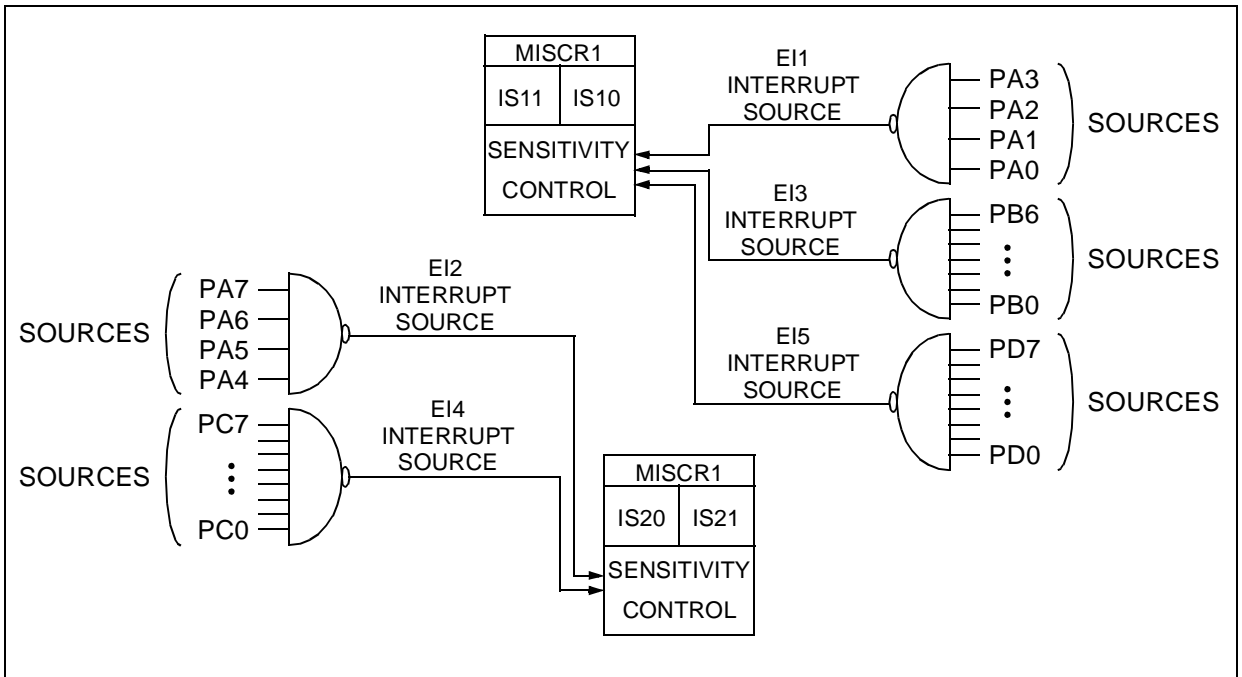 MISCR1
IS11 IS10
SENSITIVITY
CONTROL
EI1
INTERRUPT
SOURCE
PA3
PA2
PA1
PA0
SOURCES
EI3
INTERRUPT
SOURCE
PB6
PB0
SOURCES
EI5
INTERRUPT
SOURCE
PD7
PD0
SOURCES
SOURCES
PA7
PA6
PA5
PA4
EI2
INTERRUPT
SOURCE
SOURCES
PC7
PC0
EI4
INTERRUPT
SOURCE
MISCR1
IS20 IS21
SENSITIVITY
CONTROL